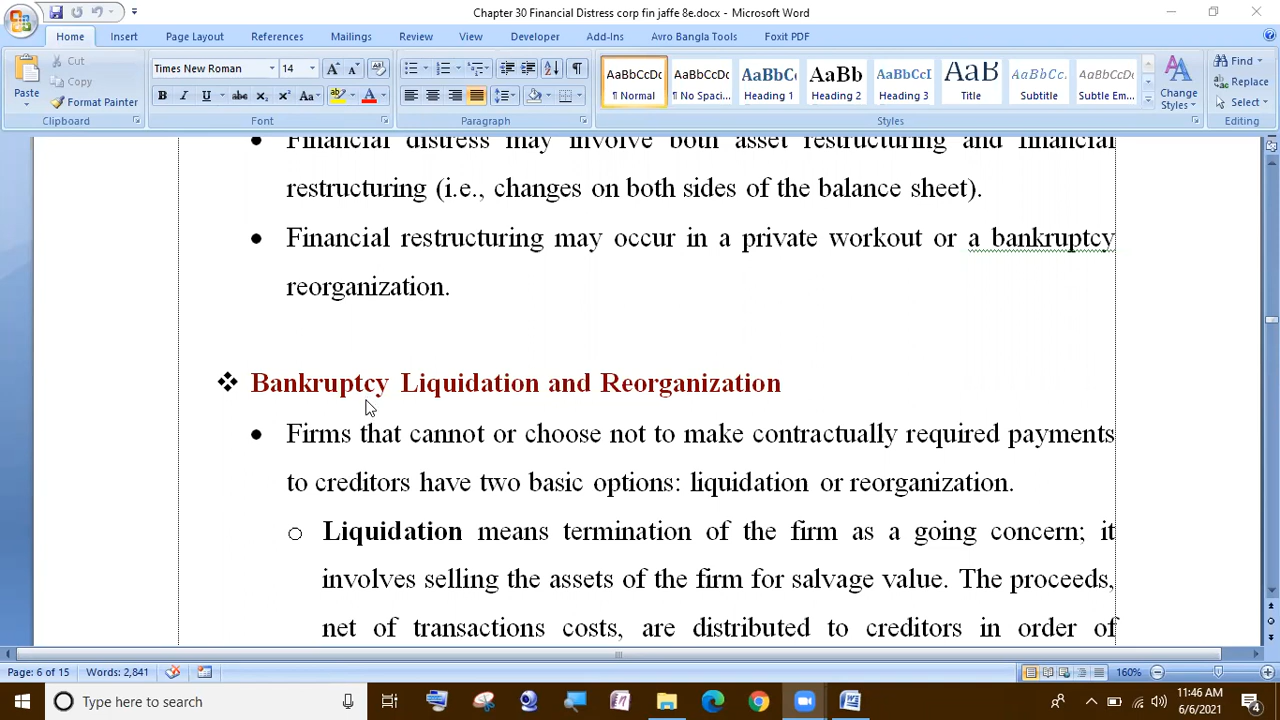 Chapter 30 Financial Distress corp fin jaffe 8e.docx - Microsoft Word
Home Insert Page Layout References Mailings Review View Developer Add-Ins Avro Bangla Tools Foxit PDF
Paste
Cut
Copy
Format Painter
Clipboard
Times New Roman 14
B I U abc X₂ X² Aa
Font
Paragraph
AaBbCcDc AaBbCcDc AaBbC AaBb AaBbCcI AaB AaBbCcL AaBbCcDc
¶ Normal ¶ No Spaci... Heading 1 Heading 2 Heading 3 Title Subtitle Subtle Em...
Change Styles
Styles
Find
Replace
Select
Editing
• Financial distress may involve both asset restructuring and financial
restructuring (i.e., changes on both sides of the balance sheet).
• Financial restructuring may occur in a private workout or a bankruptcy
reorganization.
❖ Bankruptcy Liquidation and Reorganization
• Firms that cannot or choose not to make contractually required payments
to creditors have two basic options: liquidation or reorganization.
o Liquidation means termination of the firm as a going concern; it
involves selling the assets of the firm for salvage value. The proceeds,
net of transactions costs, are distributed to creditors in order of
Page: 6 of 15 Words: 2,841 160%
Type here to search
11:46 AM
6/6/2021
4